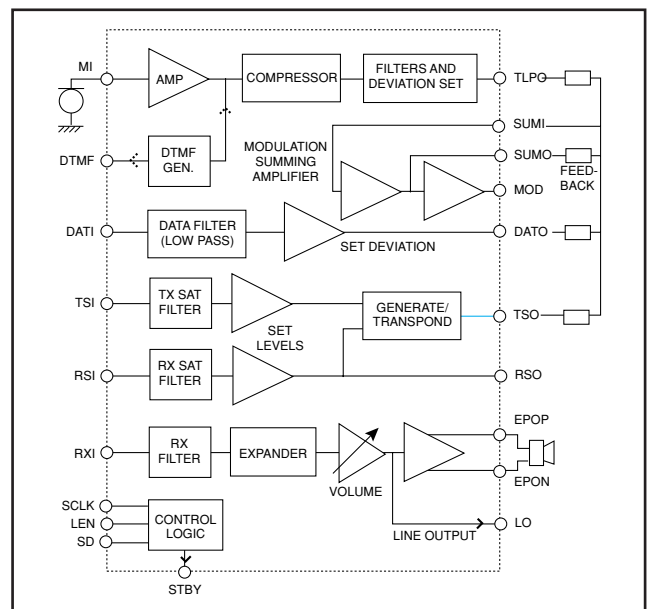 MI
AMP
COMPRESSOR
FILTERS AND
DEVIATION SET
TLPO
SUMI
DTMF
DTMF
GEN.
MODULATION
SUMMING
AMPLIFIER
SUMO
FEED-
BACK
MOD
DATI
DATA FILTER
(LOW PASS)
SET DEVIATION
DATO
TSI
TX SAT
FILTER
SET
LEVELS
GENERATE/
TRANSPOND
TSO
RSI
RX SAT
FILTER
RSO
RXI
RX
FILTER
EXPANDER
VOLUME
EPOP
EPON
SCLK
LEN
SD
CONTROL
LOGIC
LINE OUTPUT
LO
STBY